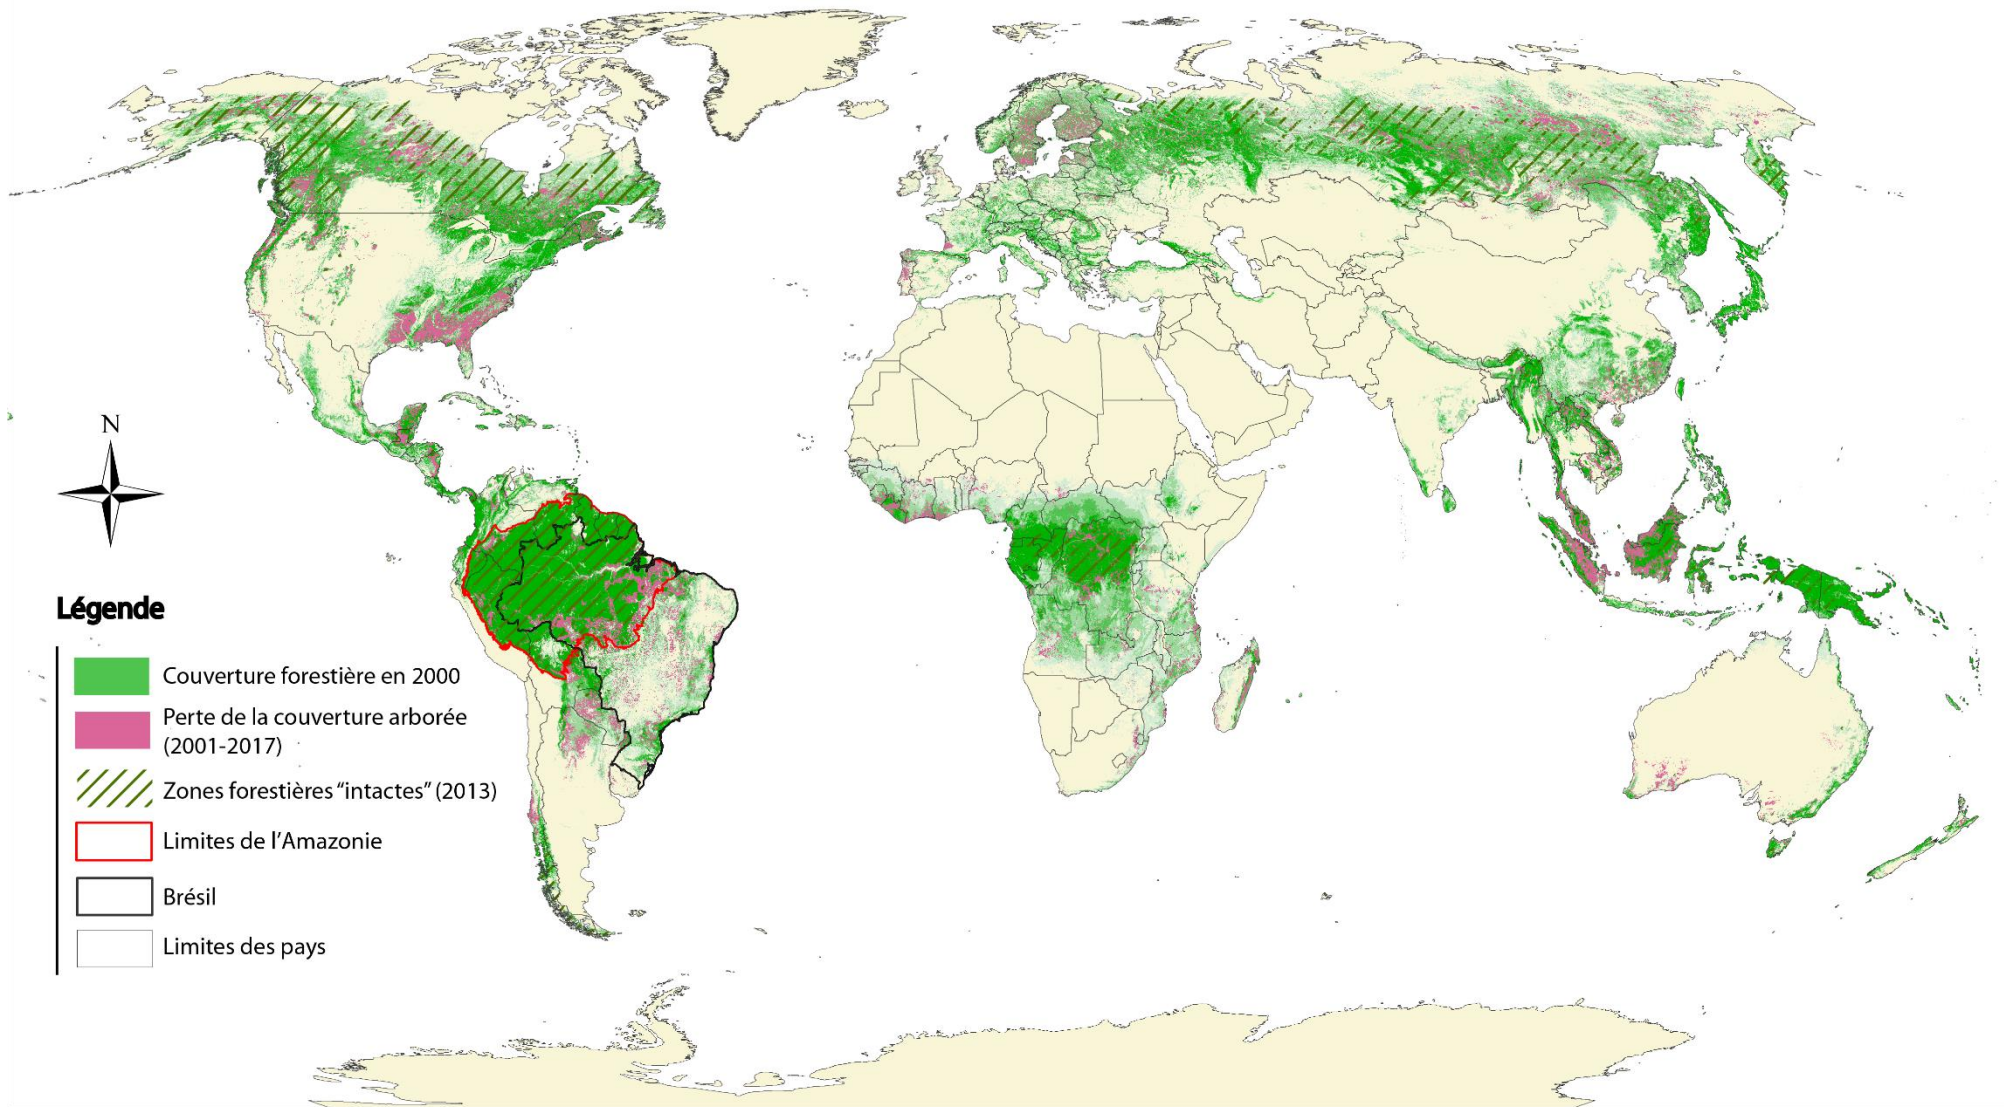 N
Légende
Couverture forestière en 2000
Perte de la couverture arborée
(2001-2017)
Zones forestières “intactes” (2013)
Limites de l’Amazonie
Brésil
Limites des pays